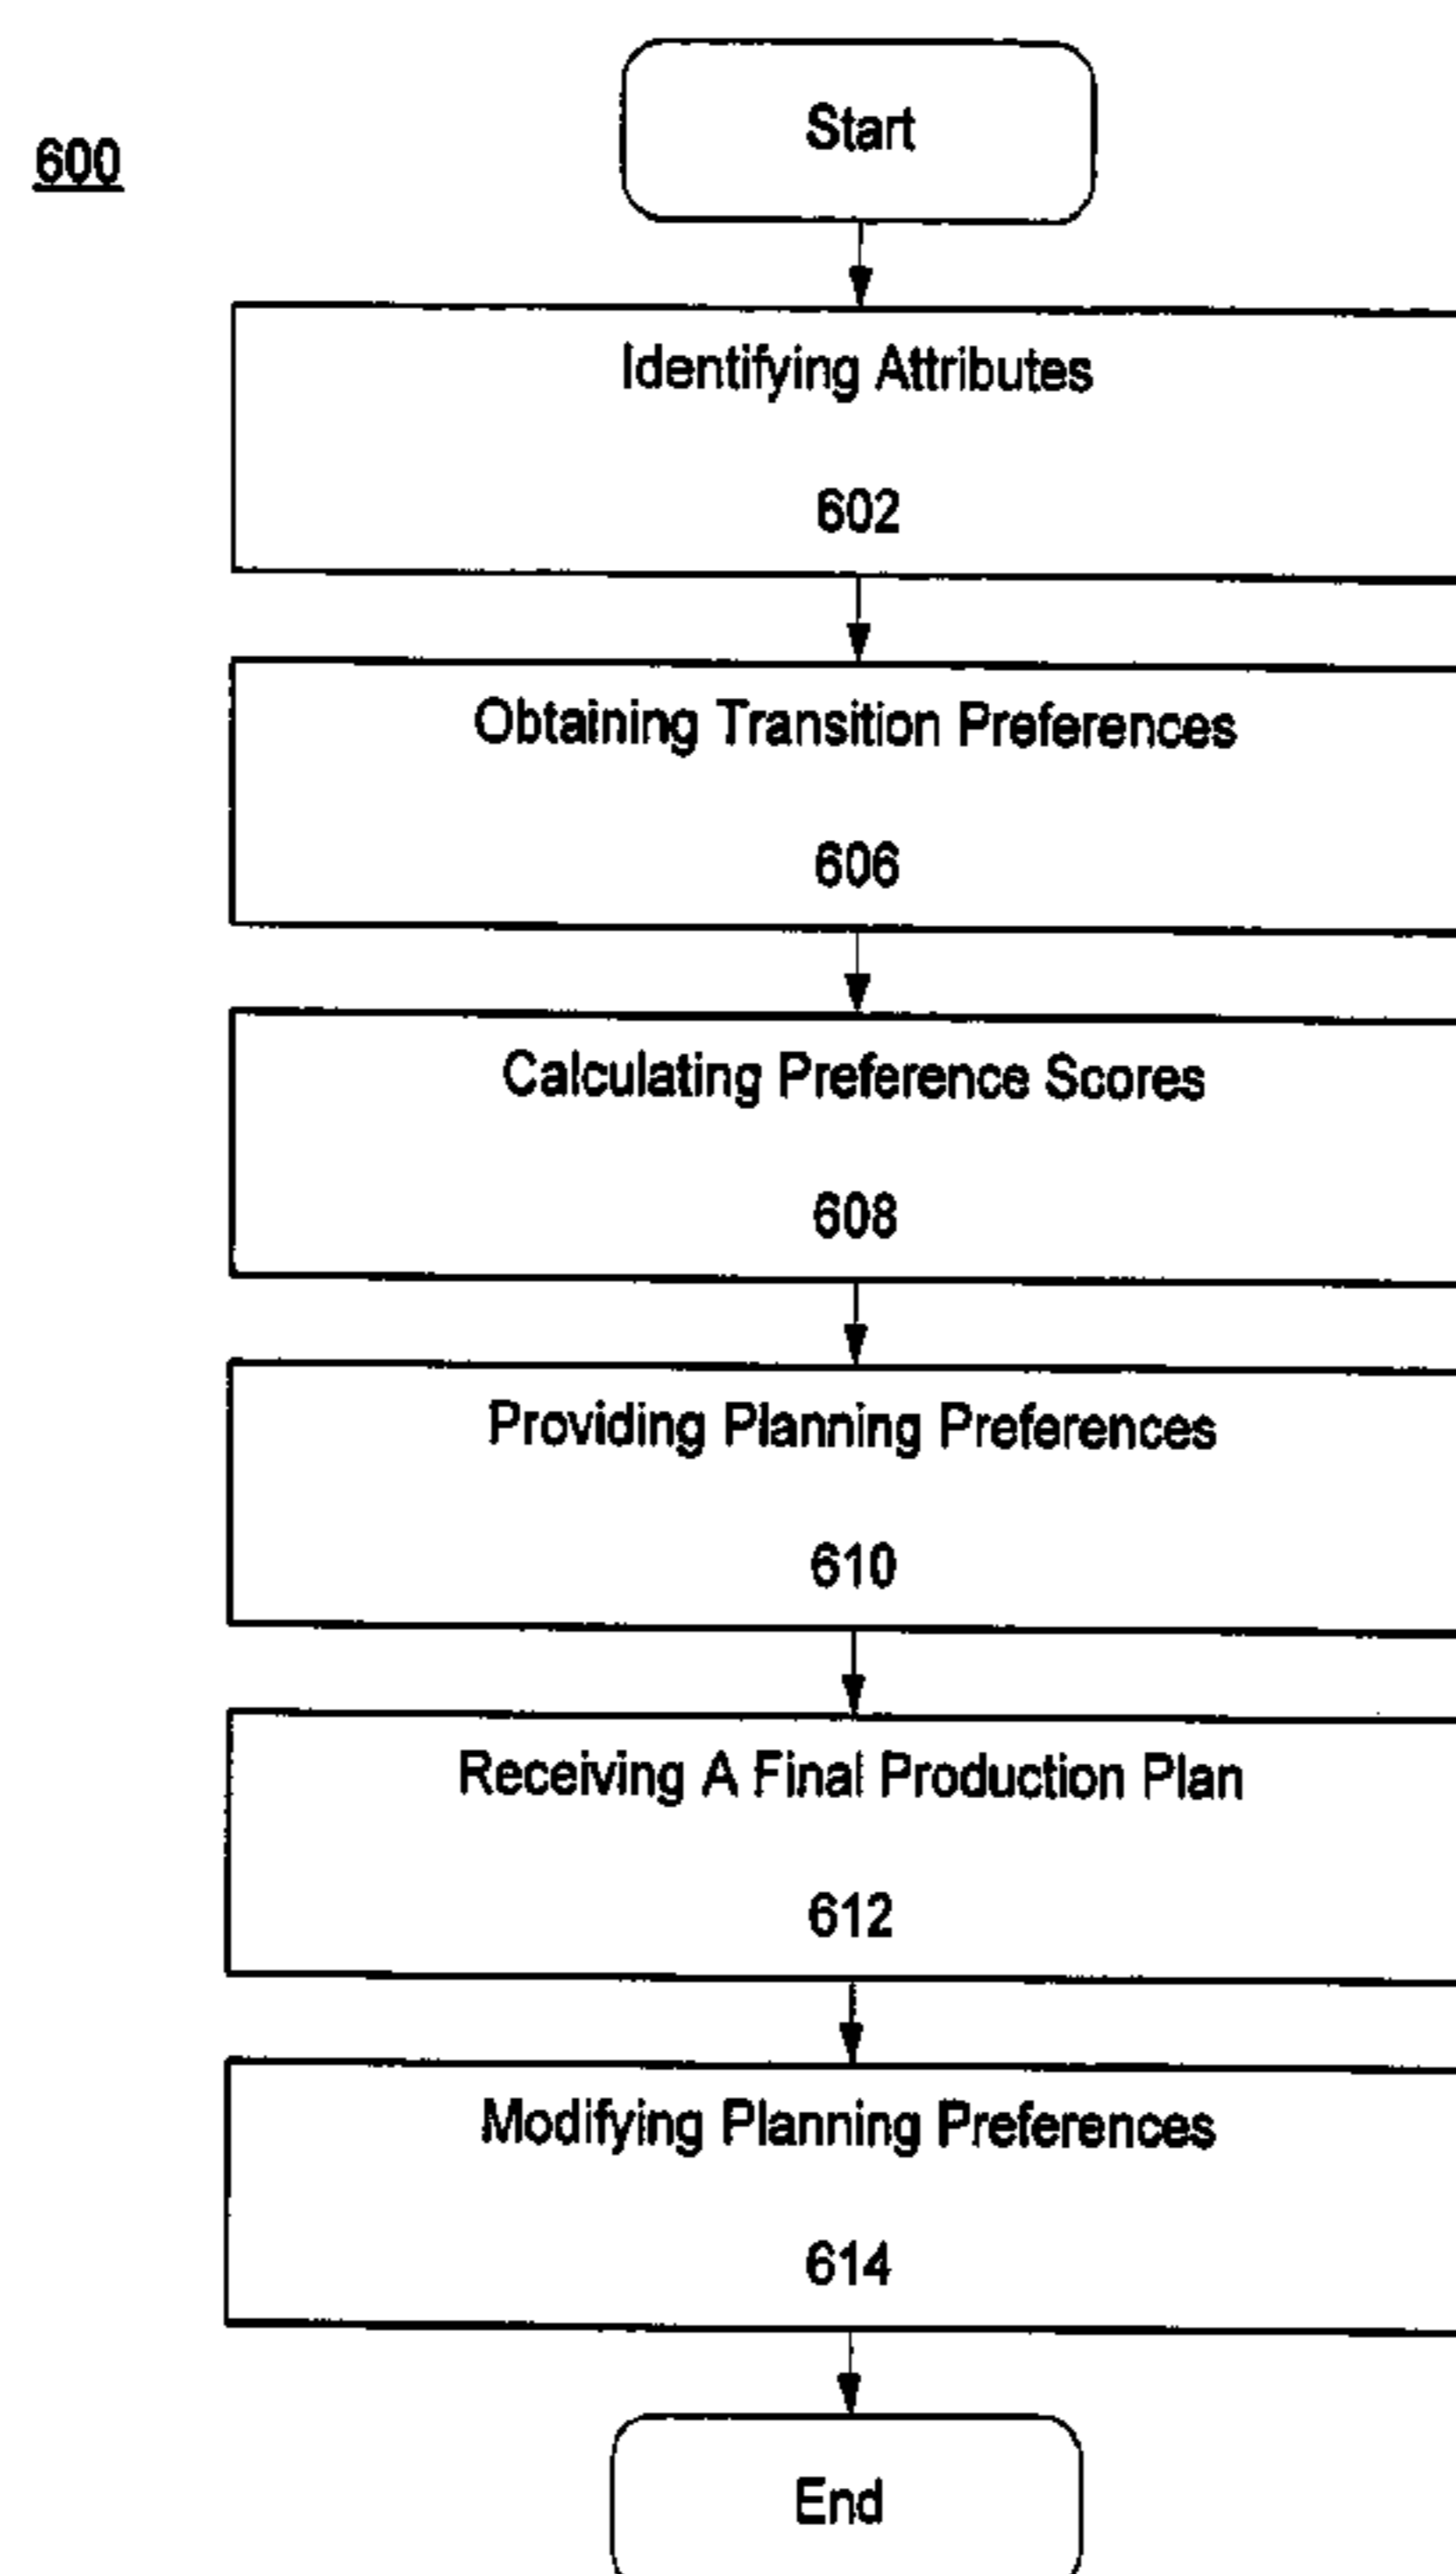 600
Start
Identifying Attributes
602
Obtaining Transition Preferences
606
Calculating Preference Scores
608
Providing Planning Preferences
610
Receiving A Final Production Plan
612
Modifying Planning Preferences
614
End